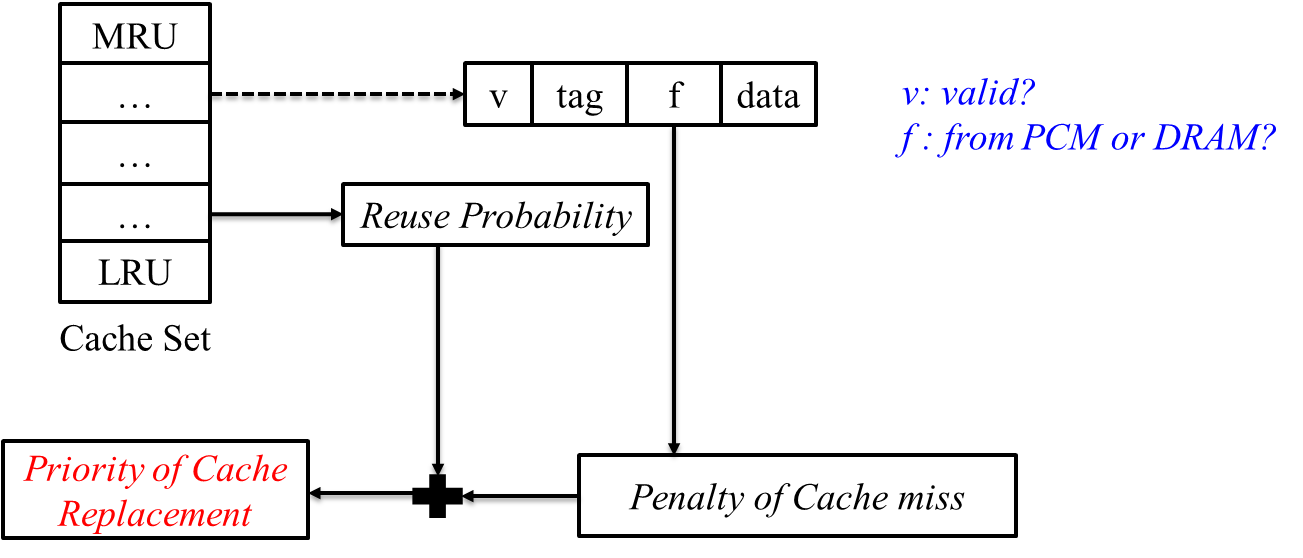 MRU
…
…
…
LRU
Cache Set
v
tag
f
data
v: valid?
f : from PCM or DRAM?
Reuse Probability
Priority of Cache
Replacement
Penalty of Cache miss